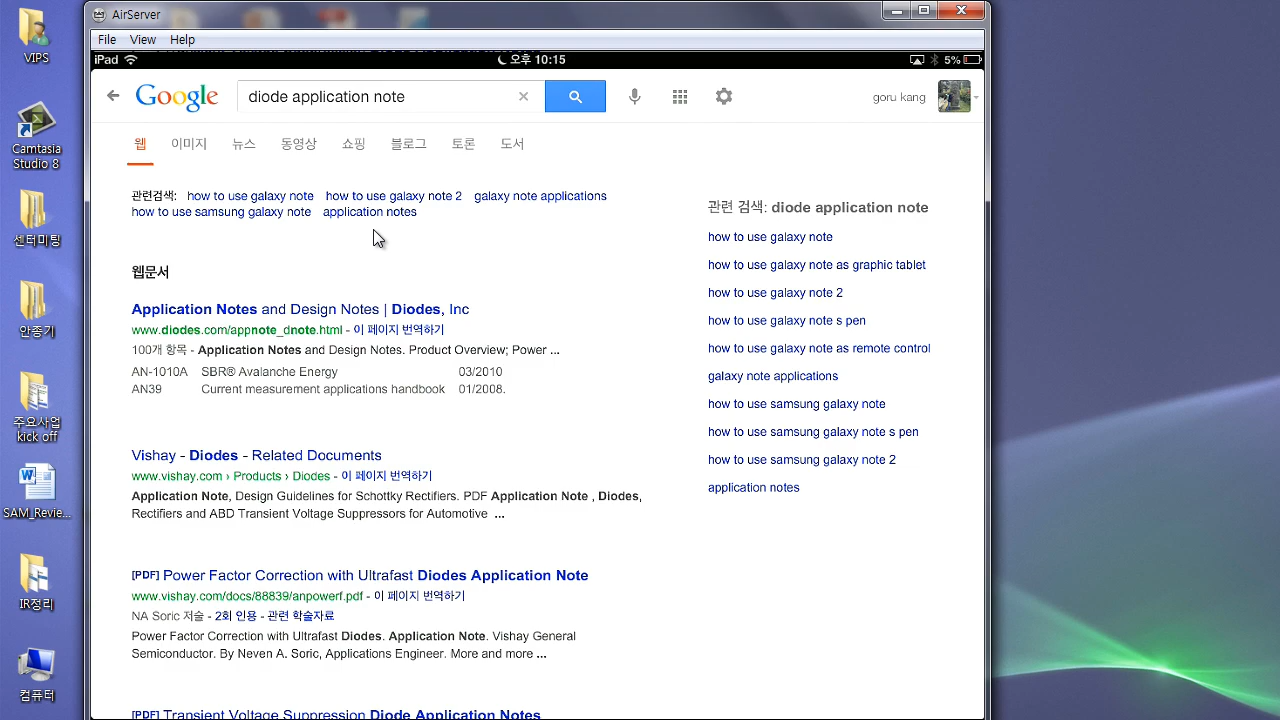 AirServer
File View Help
iPad 오후 10:15 5%
Google diode application note goru kang
웹 이미지 뉴스 동영상 쇼핑 블로그 토론 도서
관련검색: how to use galaxy note how to use galaxy note 2 galaxy note applications
how to use samsung galaxy note application notes
웹문서
Application Notes and Design Notes | Diodes, Inc
www.diodes.com/appnote_dnote.html - 이 페이지 번역하기
100개 항목 - Application Notes and Design Notes. Product Overview; Power ...
AN-1010A SBR® Avalanche Energy 03/2010
AN39 Current measurement applications handbook 01/2008.
Vishay - Diodes - Related Documents
www.vishay.com › Products › Diodes - 이 페이지 번역하기
Application Note, Design Guidelines for Schottky Rectifiers. PDF Application Note , Diodes,
Rectifiers and ABD Transient Voltage Suppressors for Automotive ...
[PDF] Power Factor Correction with Ultrafast Diodes Application Note
www.vishay.com/docs/88839/anpowerf.pdf - 이 페이지 번역하기
NA Soric 저술 - 2회 인용 - 관련 학술자료
Power Factor Correction with Ultrafast Diodes. Application Note. Vishay General
Semiconductor. By Neven A. Soric, Applications Engineer. More and more ...
[PDF] Transient Voltage Suppression Diode Application Notes
관련 검색: diode application note
how to use galaxy note
how to use galaxy note as graphic tablet
how to use galaxy note 2
how to use galaxy note s pen
how to use galaxy note as remote control
galaxy note applications
how to use samsung galaxy note
how to use samsung galaxy note s pen
how to use samsung galaxy note 2
application notes
VIPS
Camtasia
Studio 8
센터미팅
안종기
주요사업
kick off
SAM_Revie...
IR정리
컴퓨터